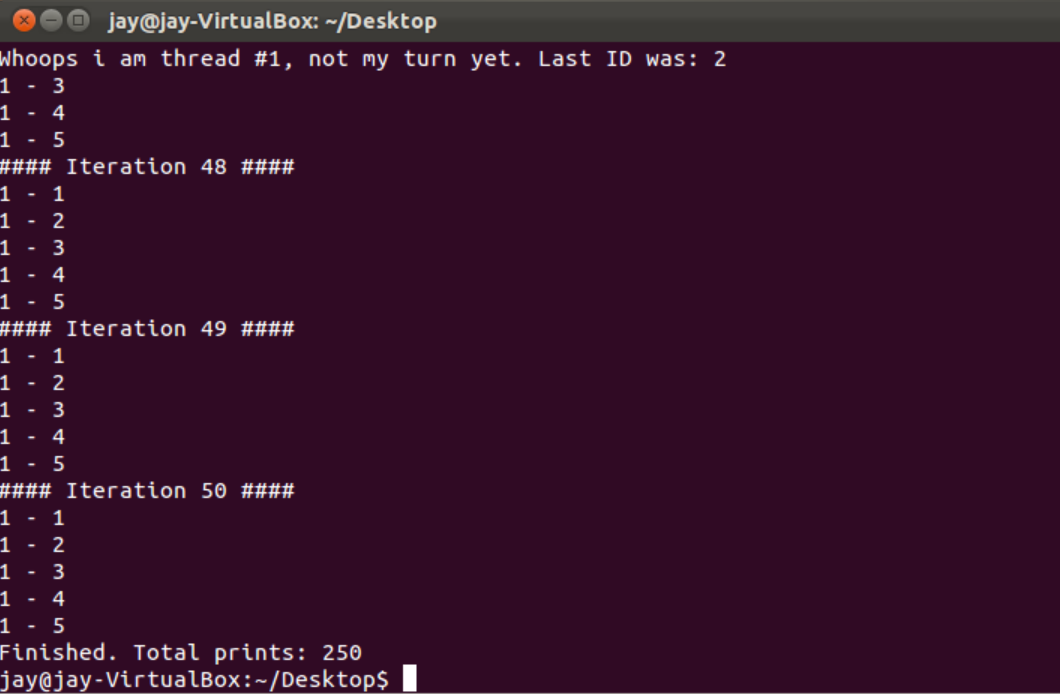 jay@jay-VirtualBox: ~/Desktop
Whoops i am thread #1, not my turn yet. Last ID was: 2
1 - 3
1 - 4
1 - 5
#### Iteration 48 ####
1 - 1
1 - 2
1 - 3
1 - 4
1 - 5
#### Iteration 49 ####
1 - 1
1 - 2
1 - 3
1 - 4
1 - 5
#### Iteration 50 ####
1 - 1
1 - 2
1 - 3
1 - 4
1 - 5
Finished. Total prints: 250
jay@jay-VirtualBox:~/Desktop$